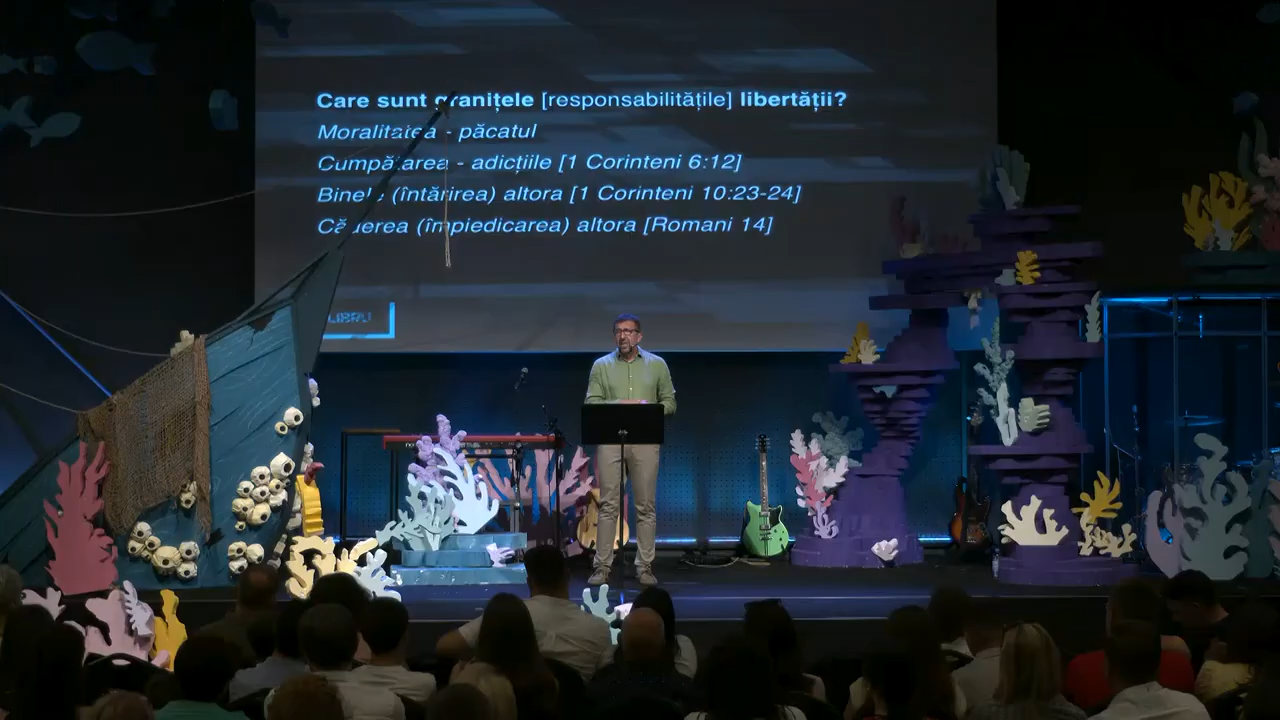 Care sunt granițele [responsabilitățile] libertății?
Moralitatea - păcatul
Cumpătarea - adicțiile [1 Corinteni 6:12]
Binele (întărirea) altora [1 Corinteni 10:23-24]
Căderea (împiedicarea) altora [Romani 14]
LIBRU